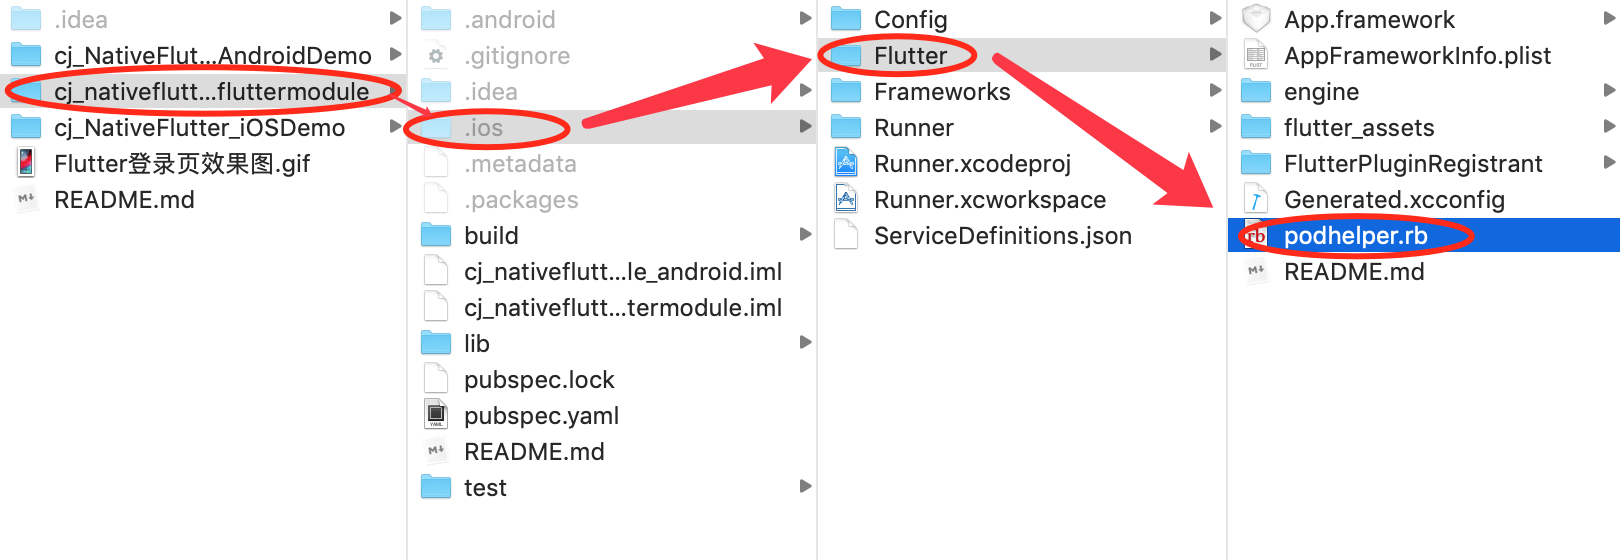 .idea
cj_NativeFlut...AndroidDemo
cj_nativeflutt...fluttermodule
cj_NativeFlutter_iOSDemo
Flutter登录页效果图.gif
README.md
.android
.gitignore
.idea
.ios
.metadata
.packages
build
cj_nativeflutt...le_android.iml
cj_nativeflutt...termodule.iml
lib
pubspec.lock
pubspec.yaml
README.md
test
Config
Flutter
Frameworks
Runner
Runner.xcodeproj
Runner.xcworkspace
ServiceDefinitions.json
App.framework
AppFrameworkInfo.plist
engine
flutter_assets
FlutterPluginRegistrant
Generated.xcconfig
podhelper.rb
README.md